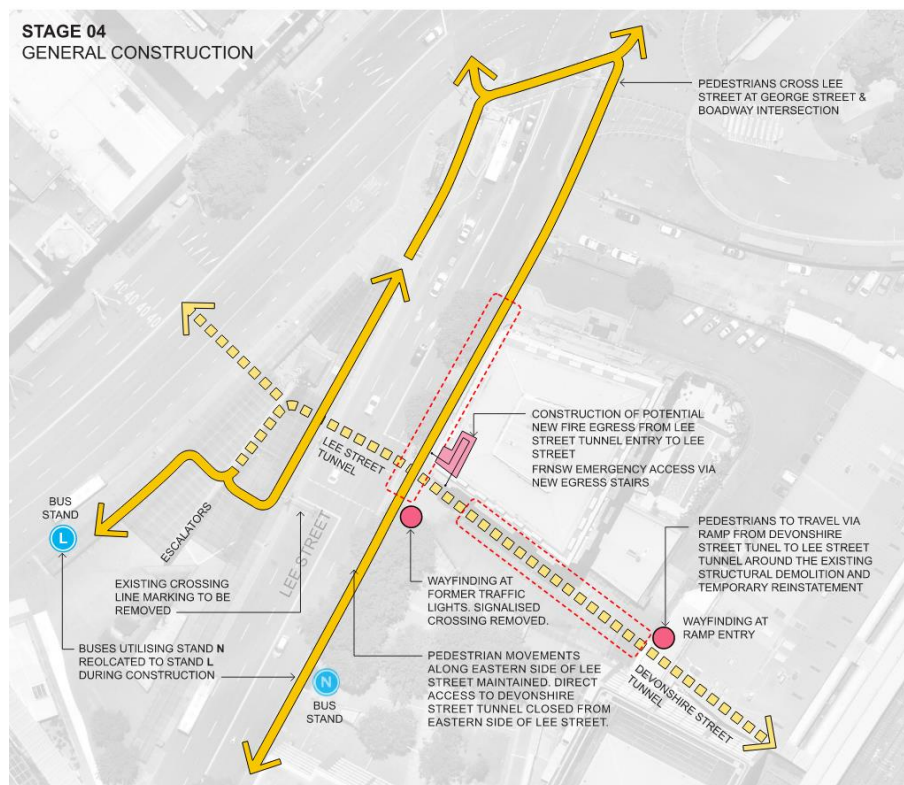 STAGE 04
GENERAL CONSTRUCTION
PEDESTRIANS CROSS LEE
STREET AT GEORGE STREET &
BOADWAY INTERSECTION
40
40
40
LEE STREET
TUNNEL
CONSTRUCTION OF POTENTIAL
NEW FIRE EGRESS FROM LEE
STREET TUNNEL ENTRY TO LEE
STREET
FRNSW EMERGENCY ACCESS VIA
NEW EGRESS STAIRS
BUS
STAND
L
ESCALATORS
LEE STREET
EXISTING CROSSING
LINE MARKING TO BE
REMOVED
WAYFINDING AT
FORMER TRAFFIC
LIGHTS. SIGNALISED
CROSSING REMOVED.
PEDESTRIANS TO TRAVEL VIA
RAMP FROM DEVONSHIRE
STREET TUNEL TO LEE STREET
TUNNEL AROUND THE EXISTING
STRUCTURAL DEMOLITION AND
TEMPORARY REINSTATEMENT
WAYFINDING AT
RAMP ENTRY
BUSES UTILISING STAND N
REOLCATED TO STAND L
DURING CONSTRUCTION
N
BUS
STAND
PEDESTRIAN MOVEMENTS
ALONG EASTERN SIDE OF LEE
STREET MAINTAINED. DIRECT
ACCESS TO DEVONSHIRE
STREET TUNNEL CLOSED FROM
EASTERN SIDE OF LEE STREET.
DEVONSHIRE STREET
TUNNEL